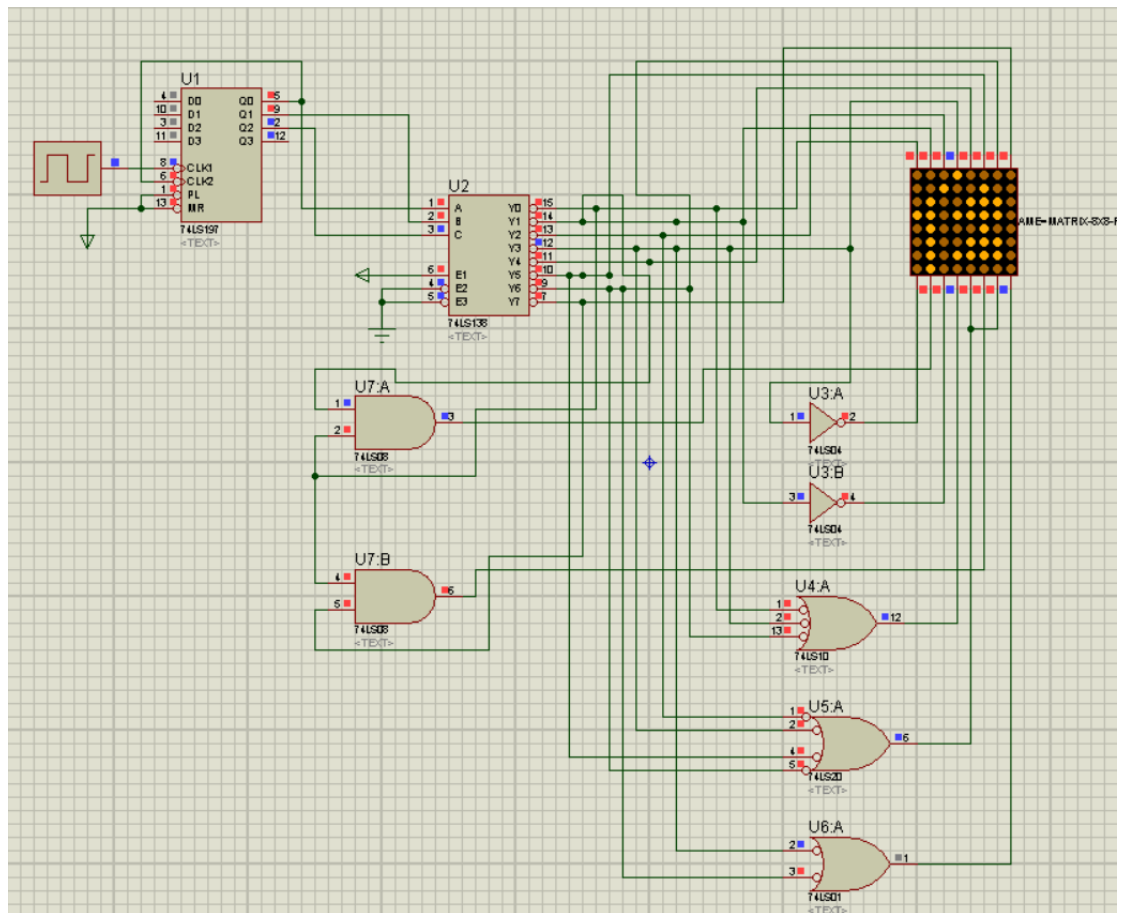 U1
4 D0 Q0 5
10 D1 Q1 9
3 D2 Q2 2
11 D3 Q3 12
8 CLK1
6 CLK2
1 PL
13 MR
74LS197
<TEXT>
U2
1 A Y0 15
2 B Y1 14
3 C Y2 13
Y3 12
Y4 11
6 E1 Y5 10
4 E2 Y6 9
5 E3 Y7 7
74LS138
<TEXT>
AME=MATRIX-8X8-
U7:A
1
3
2
74LS08
<TEXT>
U3:A
1 2
74LS04
<TEXT>
U3:B
3 4
74LS04
<TEXT>
U7:B
4
6
5
74LS08
<TEXT>
U4:A
1
2 12
13
74LS10
<TEXT>
U5:A
1
2
6
4
5
74LS20
<TEXT>
U6:A
2
1
3
74LS01
<TEXT>